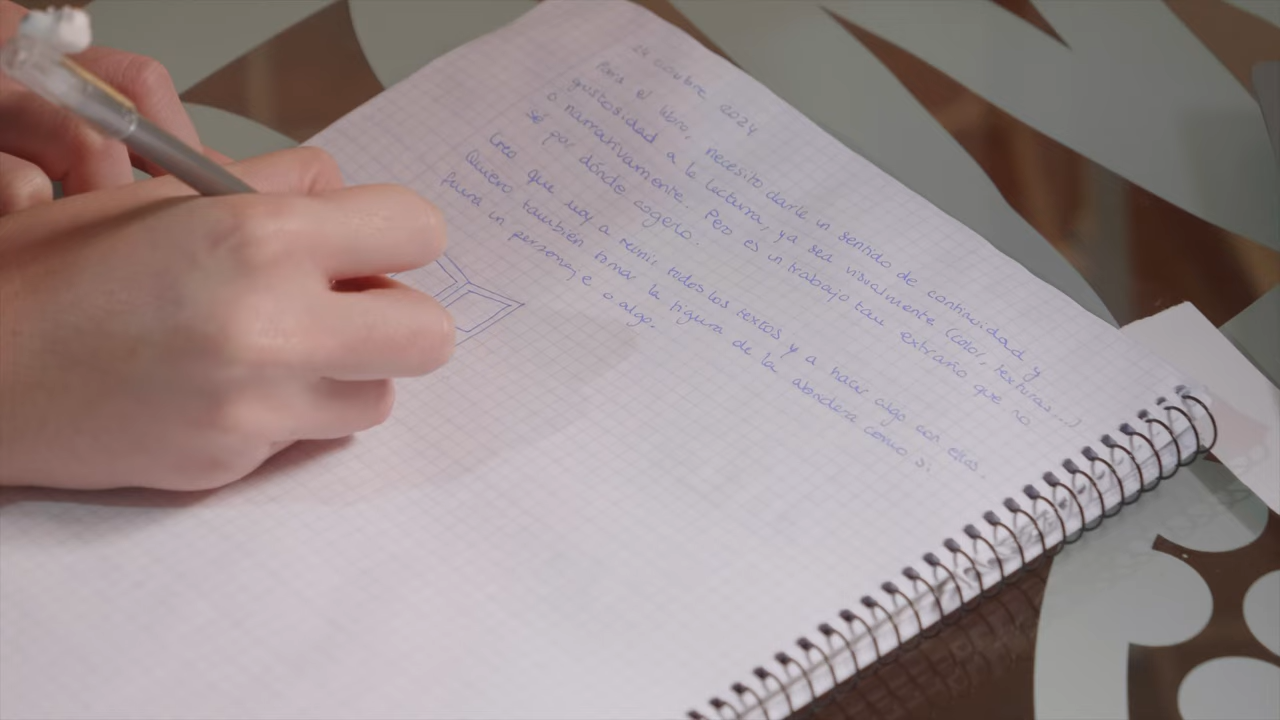 24 octubre 2024
Para el libro, necesito darle un sentido de continuidad y
gustosidad a la lectura, ya sea visualmente (color, texturas...)
o narrativamente. Pero es un trabajo tan extraño que no
sé por dónde cogerlo.
Creo que voy a reunir todos los textos y a hacer algo con ellos.
Quiero también tomar la figura de la abridera como si
fuera un personaje o algo.